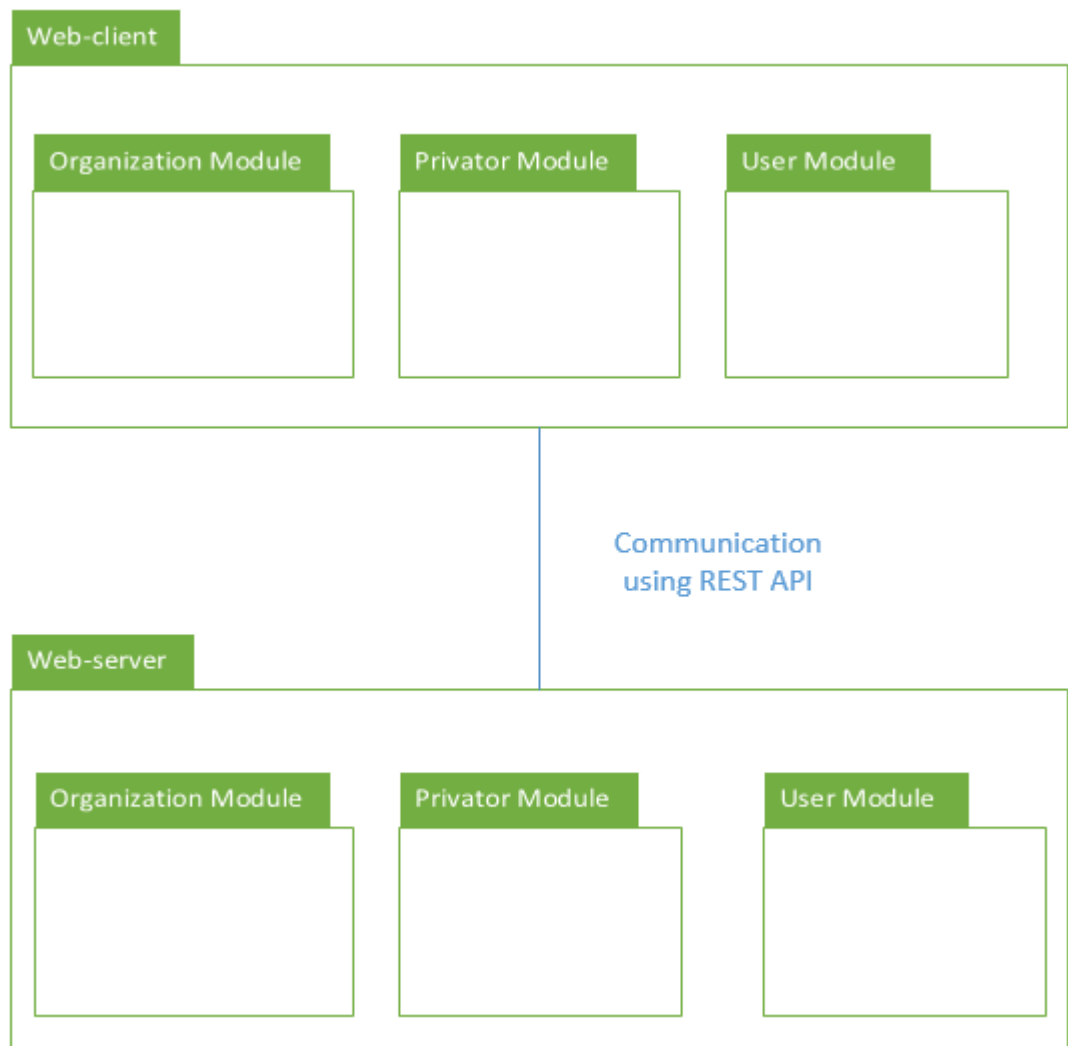 Web-client
Organization Module
Privator Module
User Module
Communication
using REST API
Web-server
Organization Module
Privator Module
User Module